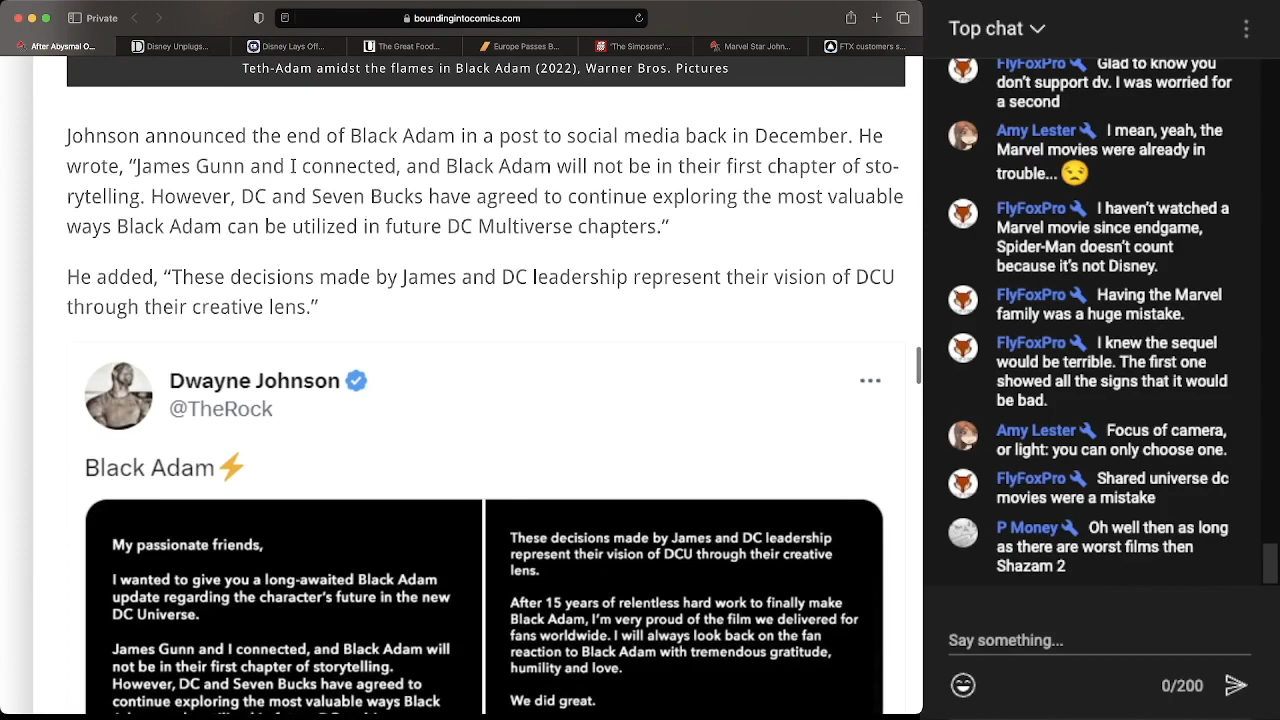 Private
boundingintocomics.com
After Abysmal O...
Disney Unplugs...
Disney Lays Off...
The Great Food...
Europe Passes B...
'The Simpsons'...
Marvel Star John...
FTX customers s...
Teth-Adam amidst the flames in Black Adam (2022), Warner Bros. Pictures
Johnson announced the end of Black Adam in a post to social media back in December. He
wrote, “James Gunn and I connected, and Black Adam will not be in their first chapter of sto-
rytelling. However, DC and Seven Bucks have agreed to continue exploring the most valuable
ways Black Adam can be utilized in future DC Multiverse chapters.”
He added, “These decisions made by James and DC leadership represent their vision of DCU
through their creative lens.”
Dwayne Johnson
@TheRock
Black Adam⚡
My passionate friends,
I wanted to give you a long-awaited Black Adam
update regarding the character's future in the new
DC Universe.
James Gunn and I connected, and Black Adam will
not be in their first chapter of storytelling.
However, DC and Seven Bucks have agreed to
continue exploring the most valuable ways Black
These decisions made by James and DC leadership
represent their vision of DCU through their creative
lens.
After 15 years of relentless hard work to finally make
Black Adam, I'm very proud of the film we delivered for
fans worldwide. I will always look back on the fan
reaction to Black Adam with tremendous gratitude,
humility and love.
We did great.
Top chat
FlyFoxPro Glad to know you
don't support dv. I was worried for
a second
Amy Lester I mean, yeah, the
Marvel movies were already in
trouble... 😒
FlyFoxPro I haven't watched a
Marvel movie since endgame,
Spider-Man doesn't count
because it's not Disney.
FlyFoxPro Having the Marvel
family was a huge mistake.
FlyFoxPro I knew the sequel
would be terrible. The first one
showed all the signs that it would
be bad.
Amy Lester Focus of camera,
or light: you can only choose one.
FlyFoxPro Shared universe dc
movies were a mistake
P Money Oh well then as long
as there are worst films then
Shazam 2
Say something...
0/200